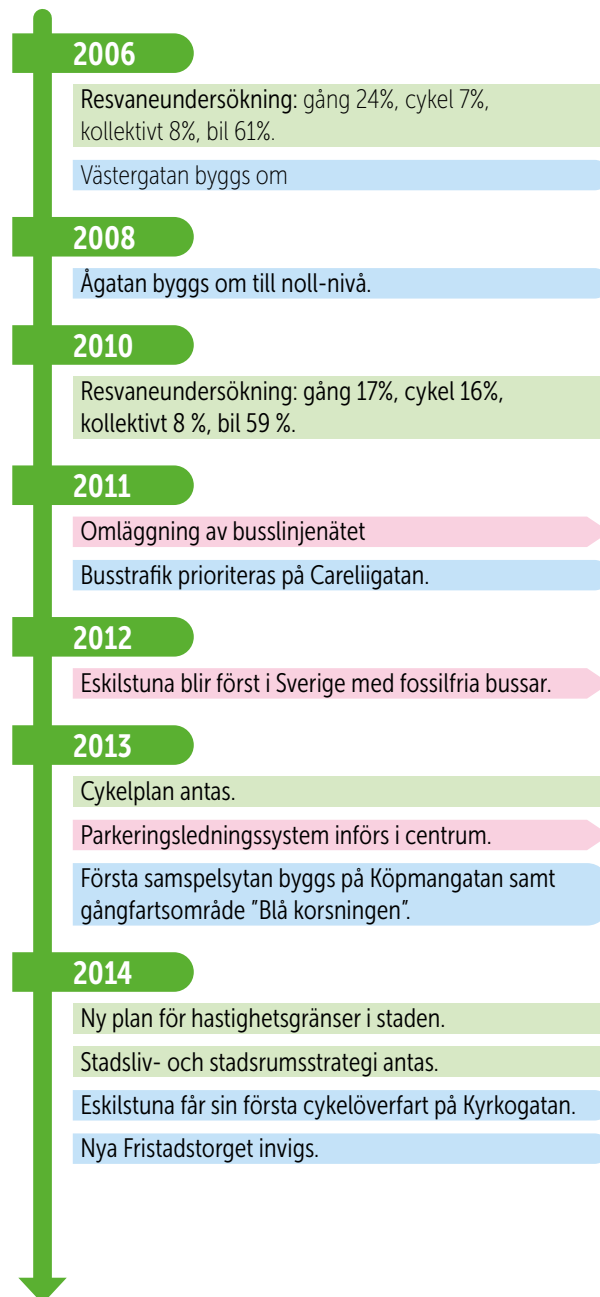 2006
Resvaneundersökning: gång 24%, cykel 7%,
kollektivt 8%, bil 61%.
Västergatan byggs om
2008
Ågatan byggs om till noll-nivå.
2010
Resvaneundersökning: gång 17%, cykel 16%,
kollektivt 8 %, bil 59 %.
2011
Omläggning av busslinjenätet
Busstrafik prioriteras på Careliigatan.
2012
Eskilstuna blir först i Sverige med fossilfria bussar.
2013
Cykelplan antas.
Parkeringsledningssystem införs i centrum.
Första samspelsytan byggs på Köpmangatan samt
gångfartsområde ”Blå korsningen”.
2014
Ny plan för hastighetsgränser i staden.
Stadsliv- och stadsrumsstrategi antas.
Eskilstuna får sin första cykelöverfart på Kyrkogatan.
Nya Fristadstorget invigs.